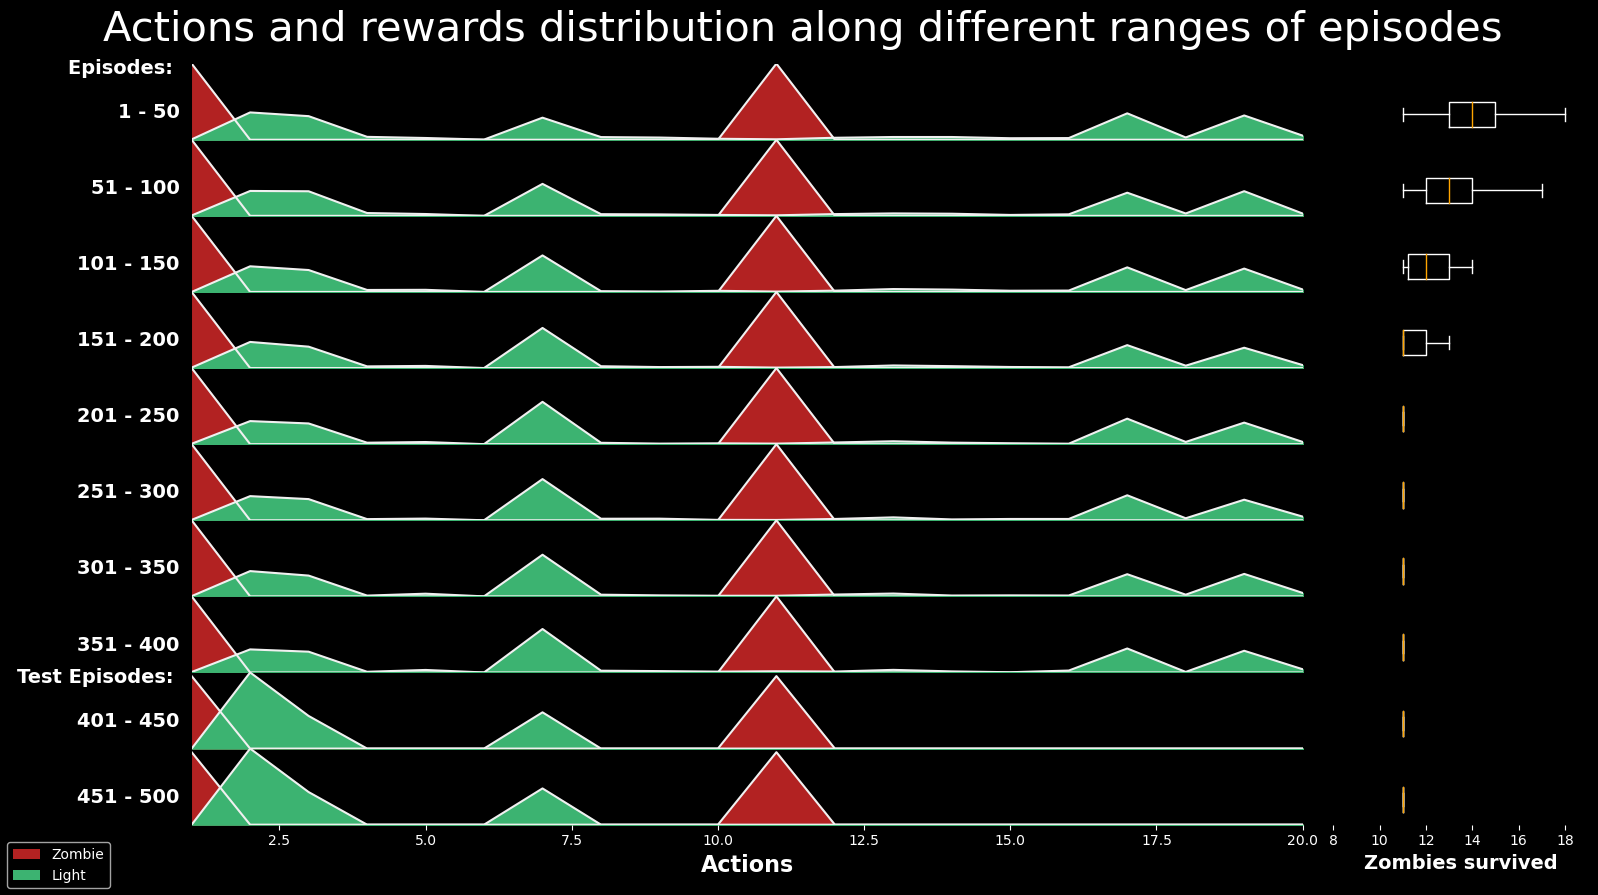 Actions and rewards distribution along different ranges of episodes
Episodes:
1 - 50
51 - 100
101 - 150
151 - 200
201 - 250
251 - 300
301 - 350
351 - 400
Test Episodes:
401 - 450
451 - 500
2.5 5.0 7.5 10.0 12.5 15.0 17.5 20.0 8 10 12 14 16 18
Actions
Zombies survived
Zombie
Light